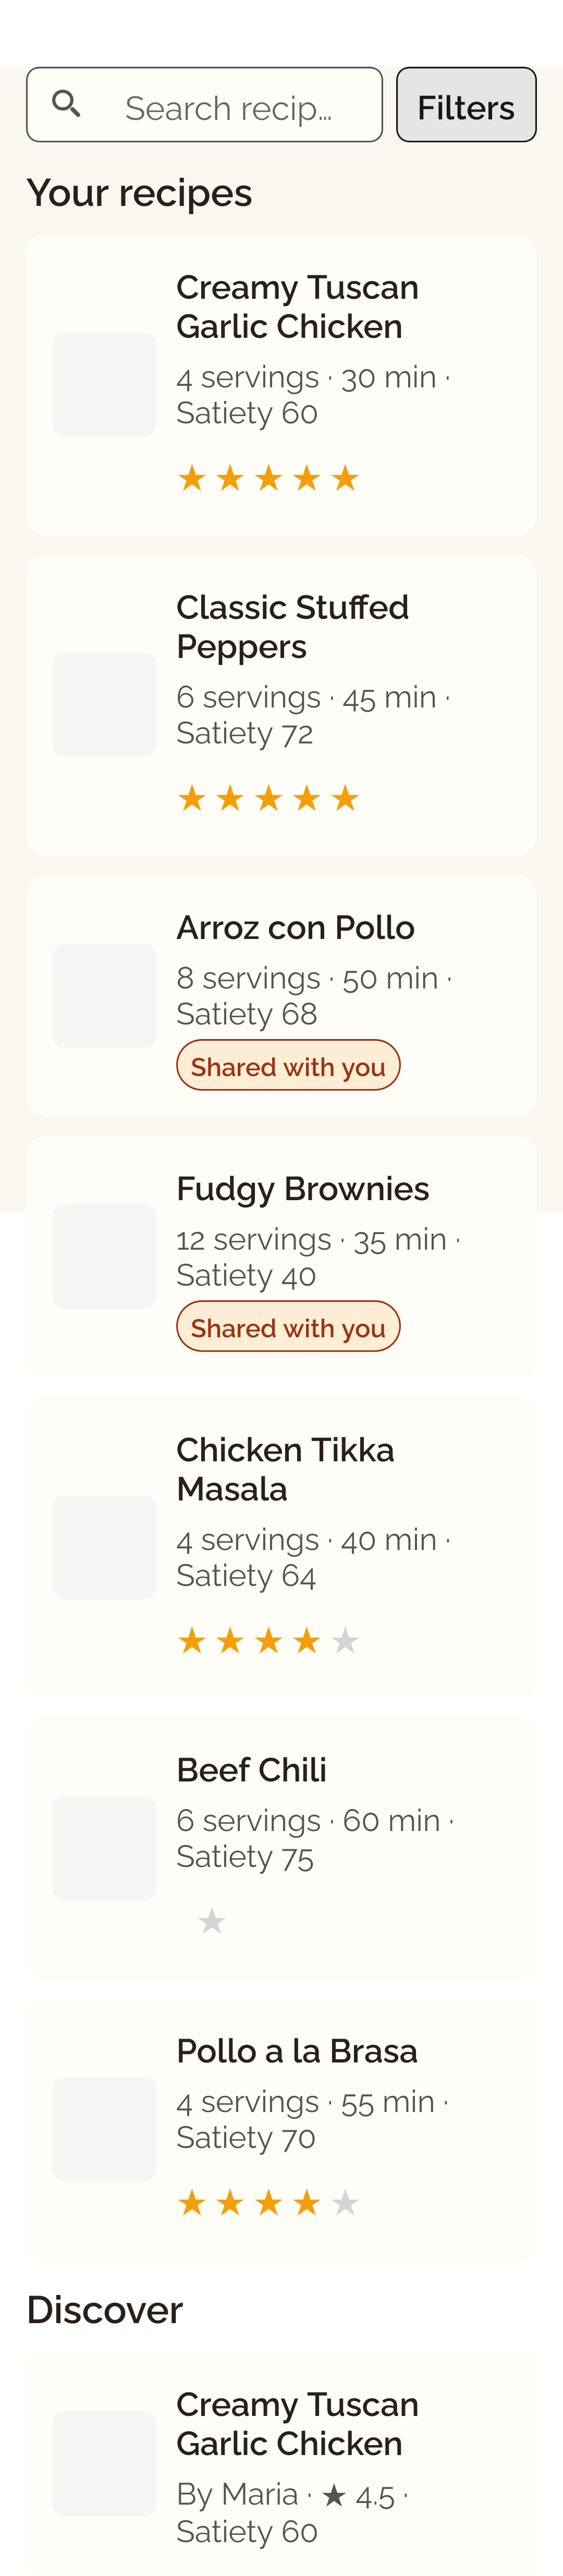 Search recip...
Filters
Your recipes
Creamy Tuscan
Garlic Chicken
4 servings · 30 min ·
Satiety 60
★ ★ ★ ★ ★
Classic Stuffed
Peppers
6 servings · 45 min ·
Satiety 72
★ ★ ★ ★ ★
Arroz con Pollo
8 servings · 50 min ·
Satiety 68
Shared with you
Fudgy Brownies
12 servings · 35 min ·
Satiety 40
Shared with you
Chicken Tikka
Masala
4 servings · 40 min ·
Satiety 64
★ ★ ★ ★ ★
Beef Chili
6 servings · 60 min ·
Satiety 75
★
Pollo a la Brasa
4 servings · 55 min ·
Satiety 70
★ ★ ★ ★ ★
Discover
Creamy Tuscan
Garlic Chicken
By Maria · ★ 4.5 ·
Satiety 60